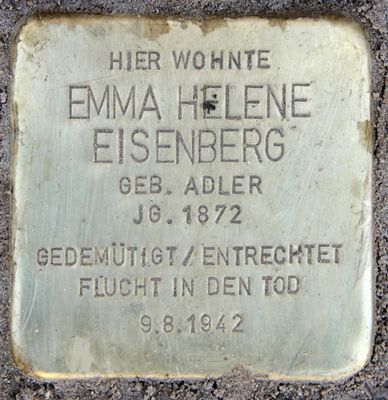 HIER WOHNTE
EMMA HELENE
EISENBERG
GEB. ADLER
JG. 1872
GEDEMÜTIGT/ENTRECHTET
FLUCHT IN DEN TOD
9.8.1942